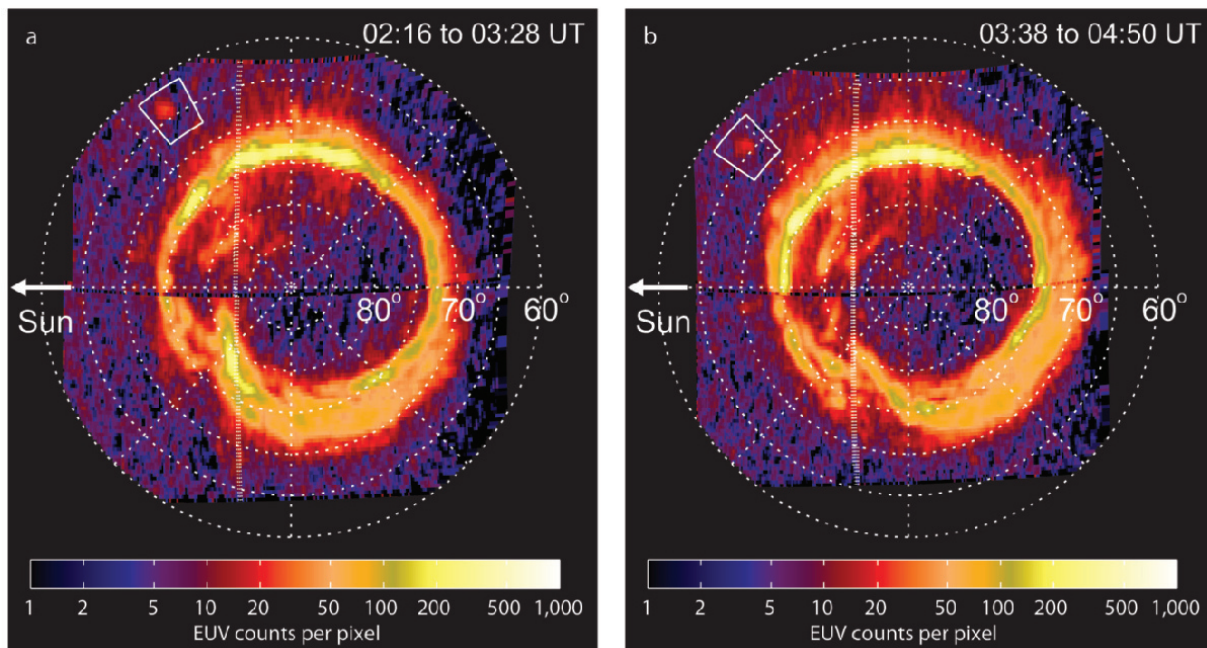 a
02:16 to 03:28 UT
80° 70° 60°
Sun
1 2 5 10 20 50 100 200 500 1,000
EUV counts per pixel
b
03:38 to 04:50 UT
80° 70° 60°
Sun
1 2 5 10 20 50 100 200 500 1,000
EUV counts per pixel